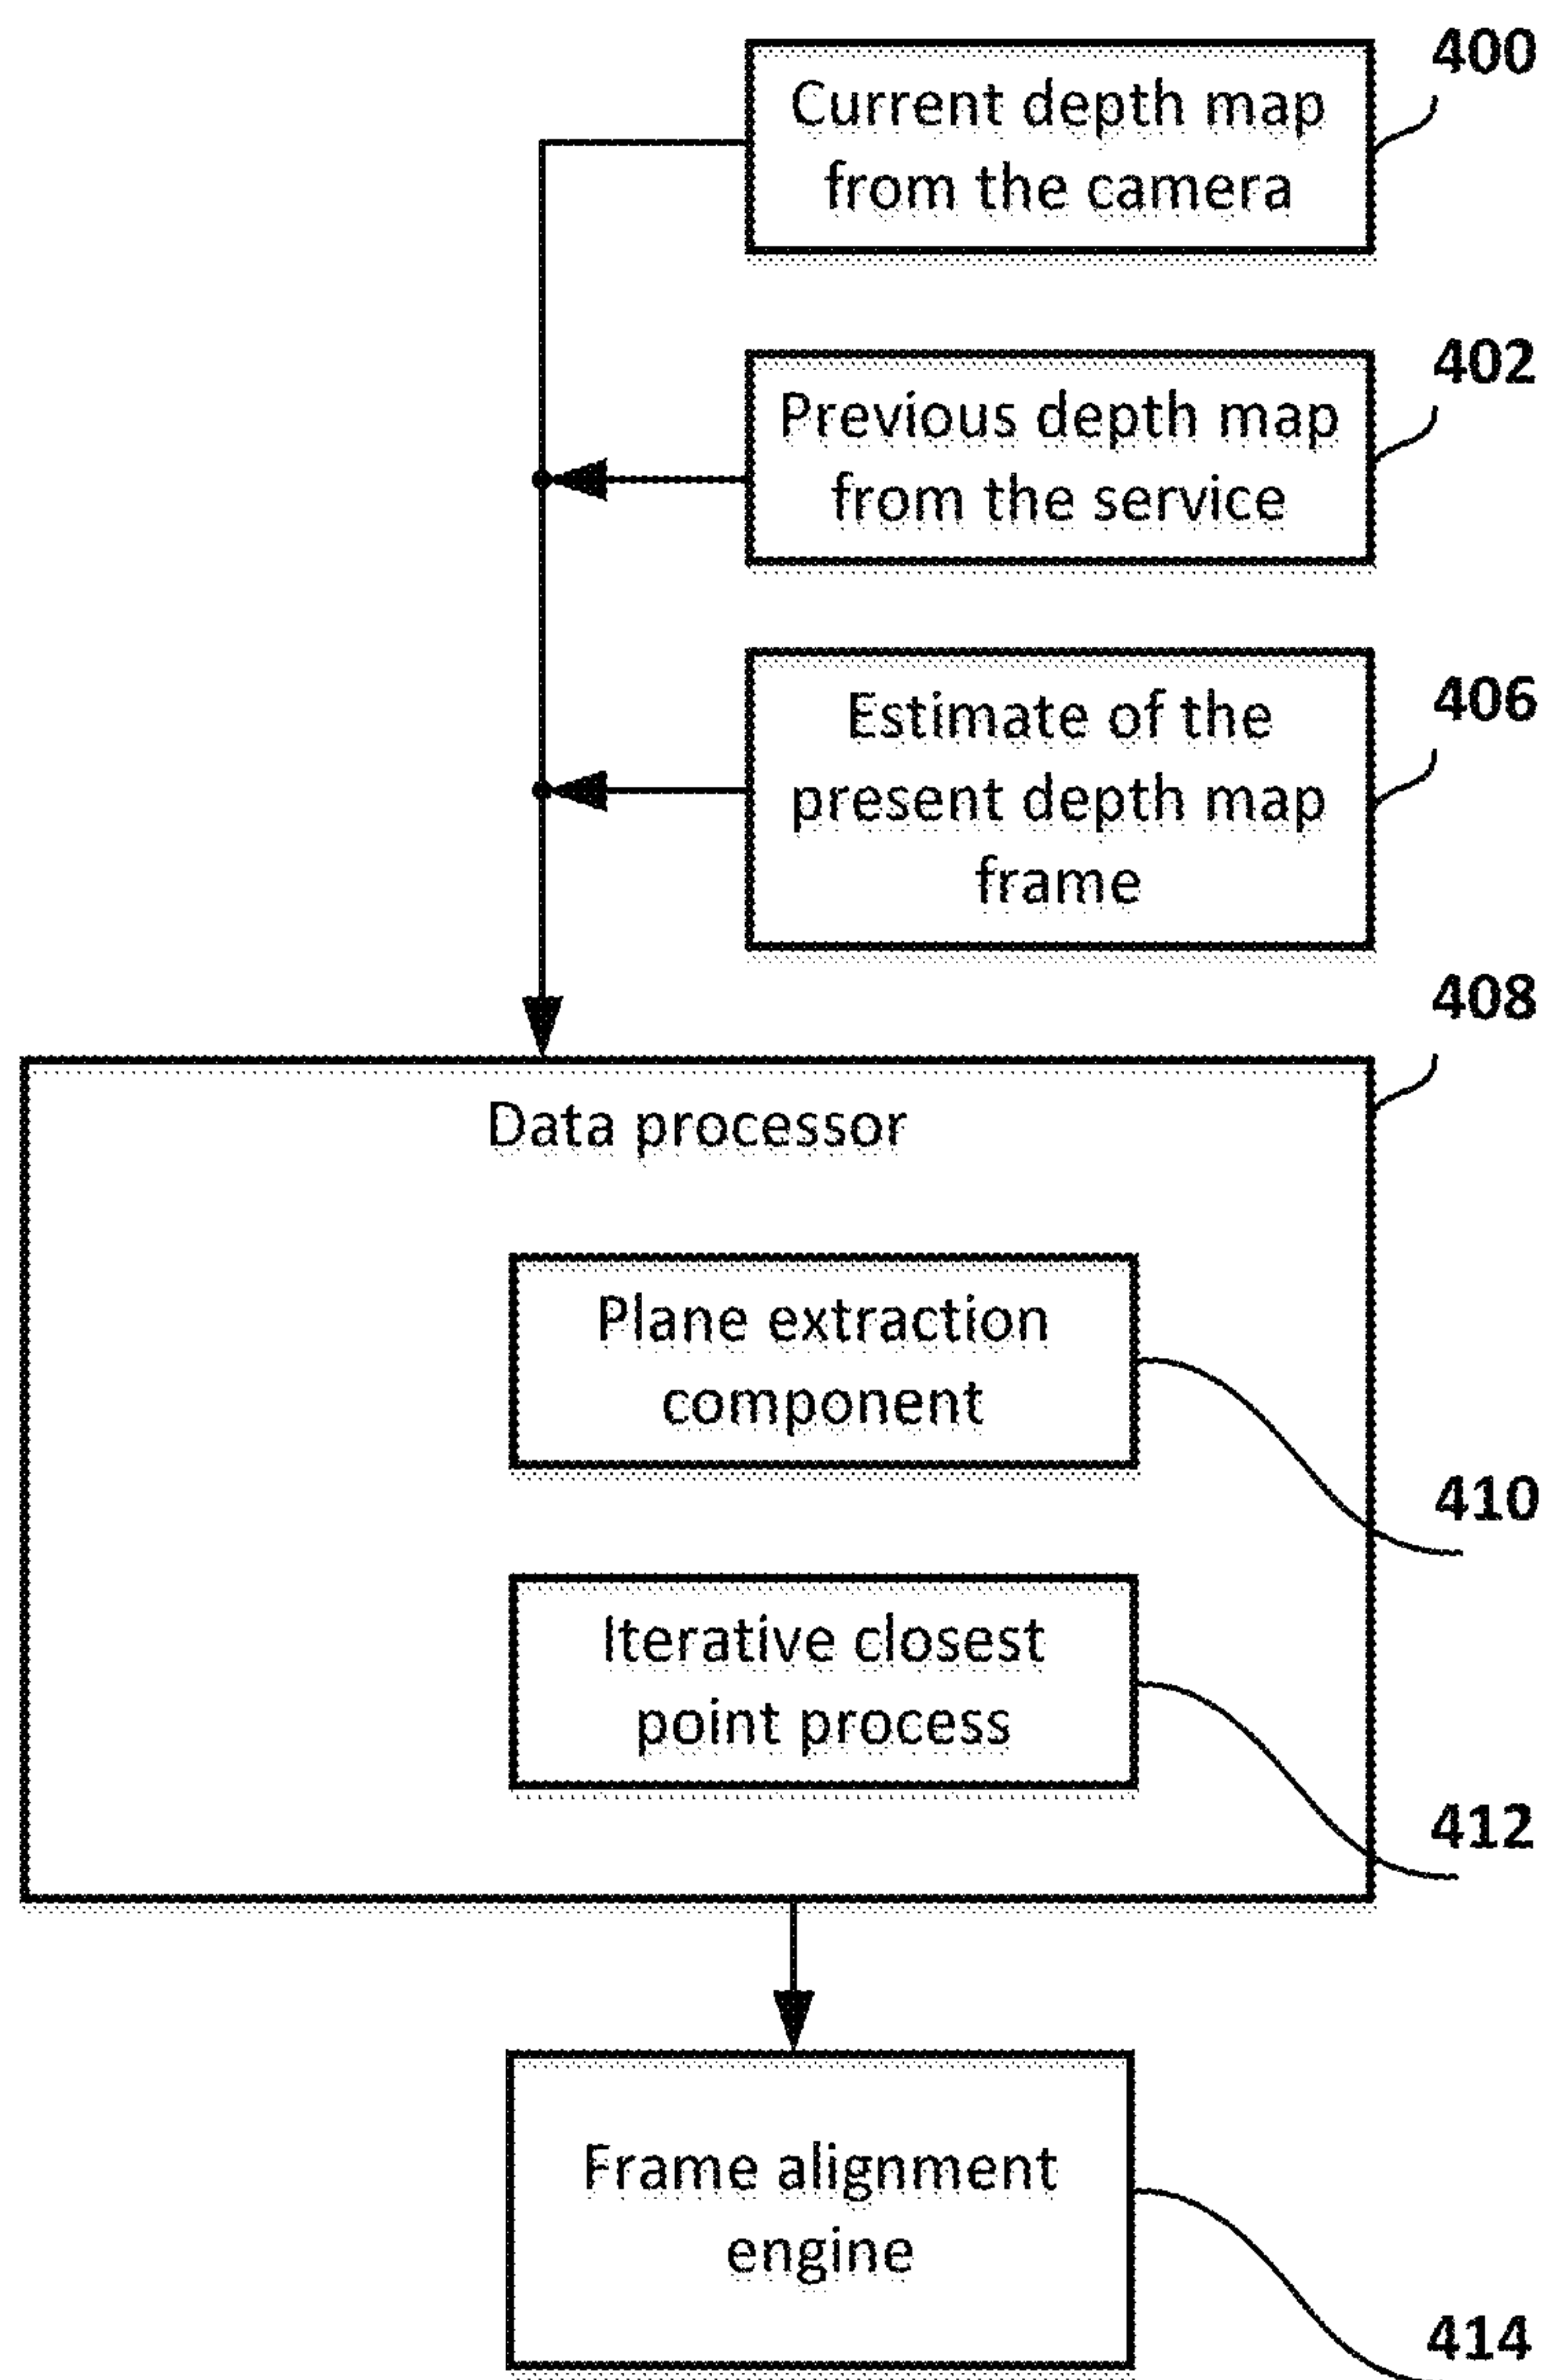 400
Current depth map
from the camera
402
Previous depth map
from the service
406
Estimate of the
present depth map
frame
408
Data processor
Plane extraction
component
410
Iterative closest
point process
412
Frame alignment
engine
414